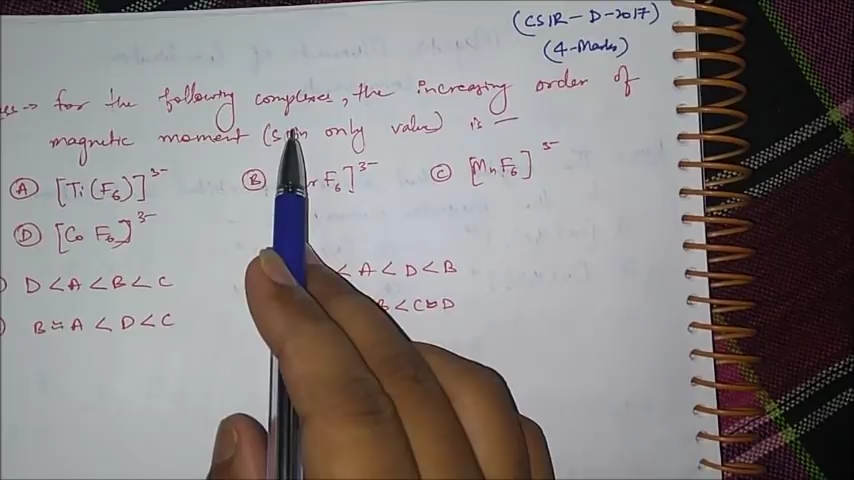 (CSIR-D-2017)
(4-Marks)
→ for the following complexes, the increasing order of
magnetic moment ( only value) is —
Ⓐ [Ti(F₆)]³⁻ Ⓑ F₆]³⁻ Ⓒ [MnF₆]³⁻
Ⓓ [CoF₆]³⁻
D < A < B < C < A < D < B
B ≈ A < D < C B < C ≈ D